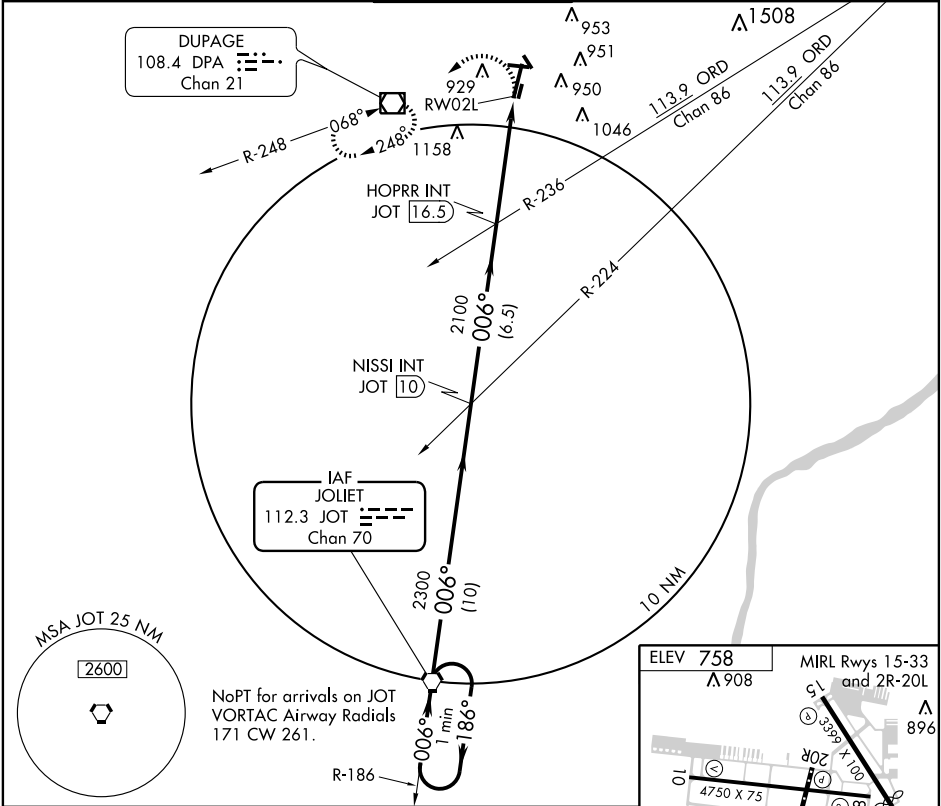 DUPAGE
108.4 DPA
Chan 21
953
951
950
1046
1508
929
RW02L
113.9 ORD
Chan 86
113.9 ORD
Chan 86
R-248
068°
248°
1158
HOPRR INT
JOT 16.5
R-236
R-224
2100
006°
(6.5)
NISSI INT
JOT 10
IAF
JOLIET
112.3 JOT
Chan 70
2300
006°
(10)
10 NM
MSA JOT 25 NM
2600
NoPT for arrivals on JOT
VORTAC Airway Radials
171 CW 261.
006°
1 min
186°
R-186
ELEV 758
908
MIRL Rwys 15-33
and 2R-20L
896
15
P
3399 X 100
20R
10
V
4750 X 75
P